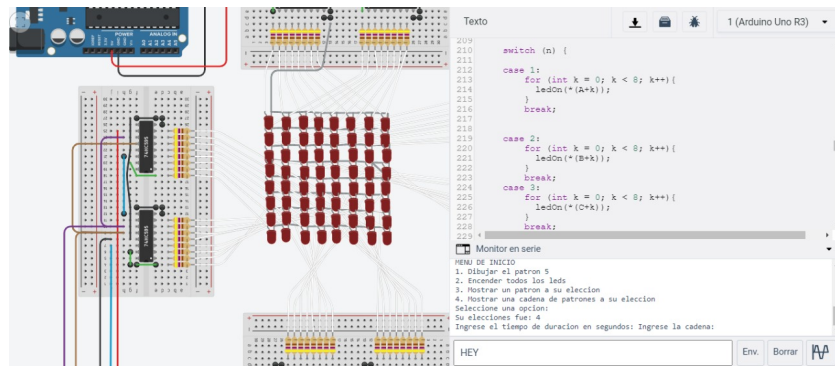 POWER
ANALOG IN
74HC595
74HC595
Texto
1 (Arduino Uno R3)
209
210 switch (n) {
211
212 case 1:
213 for (int k = 0; k < 8; k++){
214 ledOn(*(A+k));
215 }
216 break;
217
218
219 case 2:
220 for (int k = 0; k < 8; k++){
221 ledOn(*(B+k));
222 }
223 break;
224 case 3:
225 for (int k = 0; k < 8; k++){
226 ledOn(*(C+k));
227 }
228 break;
229
Monitor en serie
MENU DE INICIO
1. Dibujar el patron 5
2. Encender todos los leds
3. Mostrar un patron a su eleccion
4. Mostrar una cadena de patrones a su eleccion
Seleccione una opcion:
Su elecciones fue: 4
Ingrese el tiempo de duracion en segundos: Ingrese la cadena:
HEY
Env.
Borrar